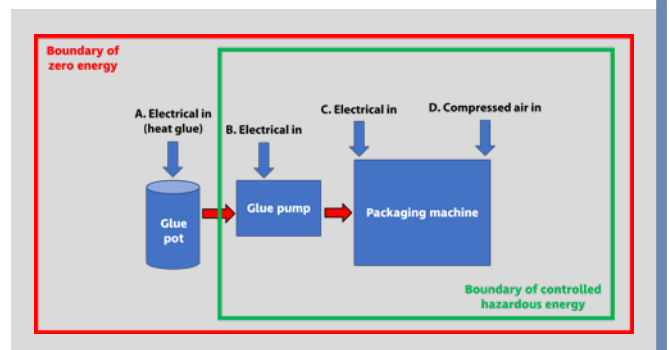 Boundary of
zero energy
A. Electrical in
(heat glue)
B. Electrical in
C. Electrical in
D. Compressed air in
Glue
pot
Glue pump
Packaging machine
Boundary of controlled
hazardous energy